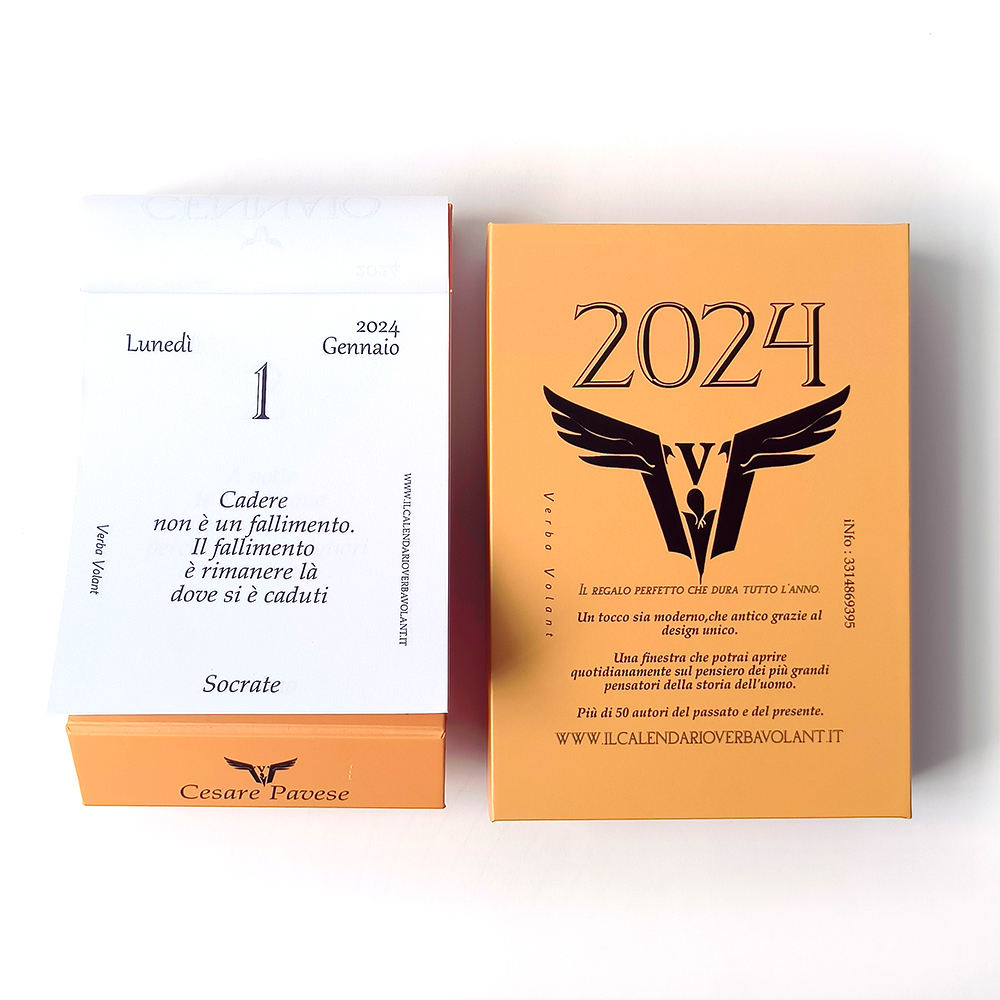 GENNAIO
2024
Lunedì
2024
Gennaio
1
Cadere
non è un fallimento.
Il fallimento
è rimanere là
dove si è caduti
Verba Volant
WWW.ILCALENDARIOVERBAVOLANT.IT
Socrate
V
Cesare Pavese
2024
V
Verba Volant
iNfo : 3314869395
Il regalo perfetto che dura tutto l'anno.
Un tocco sia moderno,che antico grazie al
design unico.
Una finestra che potrai aprire
quotidianamente sul pensiero dei più grandi
pensatori della storia dell'uomo.
Più di 50 autori del passato e del presente.
WWW.ILCALENDARIOVERBAVOLANT.IT